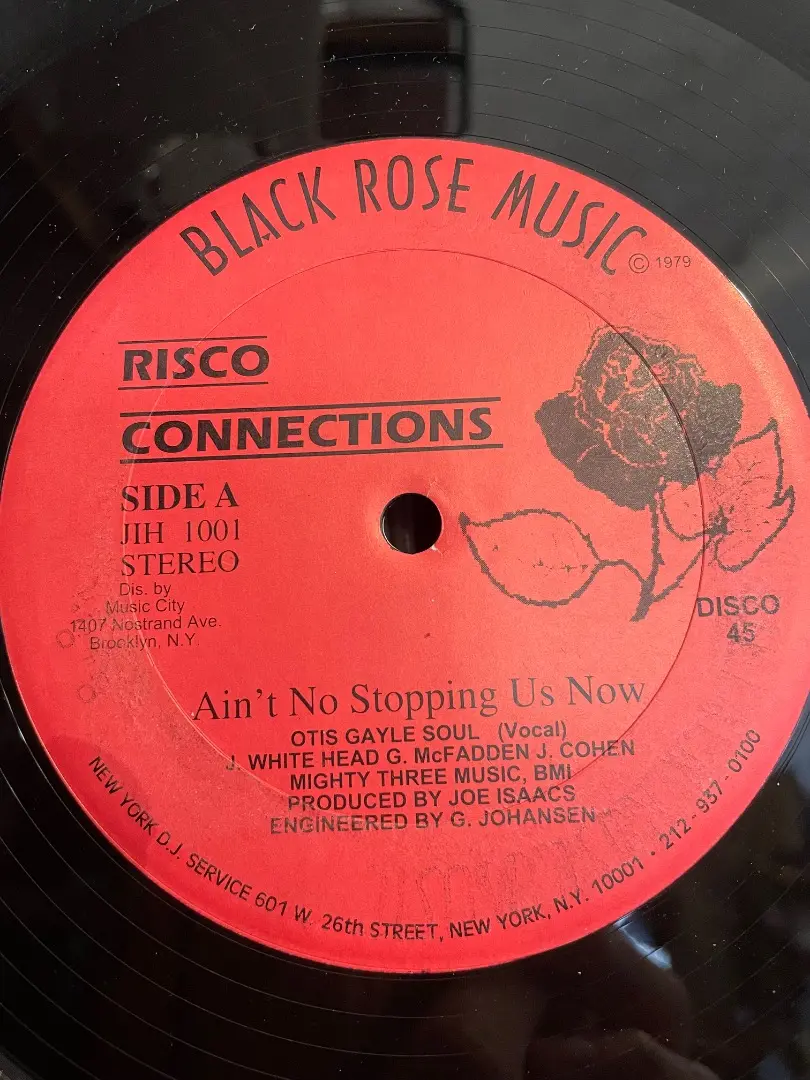 BLACK ROSE MUSIC
© 1979
RISCO
CONNECTIONS
SIDE A
JIH 1001
STEREO
Dis. by
Music City
1407 Nostrand Ave.
Brooklyn, N.Y.
DISCO
45
Ain't No Stopping Us Now
OTIS GAYLE SOUL (Vocal)
J. WHITE HEAD G. McFADDEN J. COHEN
MIGHTY THREE MUSIC, BMI
PRODUCED BY JOE ISAACS
ENGINEERED BY G. JOHANSEN
NEW YORK D.J. SERVICE 601 W. 26th STREET, NEW YORK, N.Y. 10001 • 212-937-0100